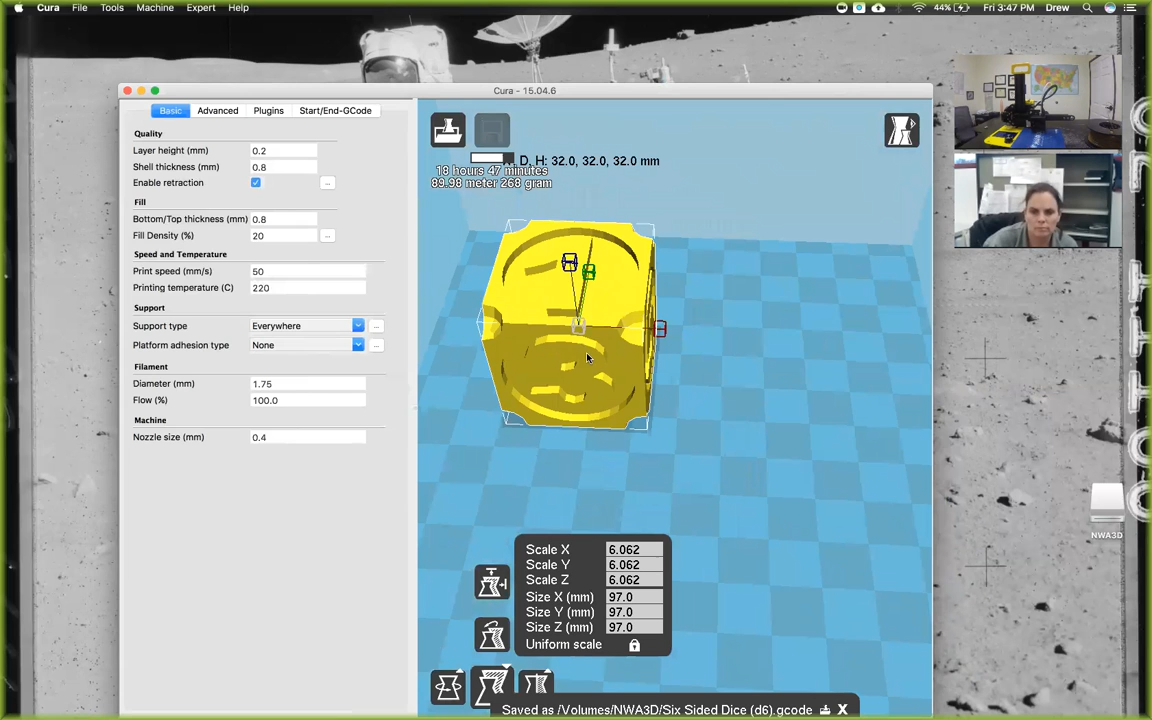 Cura File Tools Machine Expert Help
44% Fri 3:47 PM Drew
Cura - 15.04.6
Basic Advanced Plugins Start/End-GCode
Quality
Layer height (mm) 0.2
Shell thickness (mm) 0.8
Enable retraction ...
Fill
Bottom/Top thickness (mm) 0.8
Fill Density (%) 20 ...
Speed and Temperature
Print speed (mm/s) 50
Printing temperature (C) 220
Support
Support type Everywhere ...
Platform adhesion type None ...
Filament
Diameter (mm) 1.75
Flow (%) 100.0
Machine
Nozzle size (mm) 0.4
D, H: 32.0, 32.0, 32.0 mm
18 hours 47 minutes
89.98 meter 268 gram
Scale X 6.062
Scale Y 6.062
Scale Z 6.062
Size X (mm) 97.0
Size Y (mm) 97.0
Size Z (mm) 97.0
Uniform scale
Saved as /Volumes/NWA3D/Six Sided Dice (d6).gcode X
NWA3D